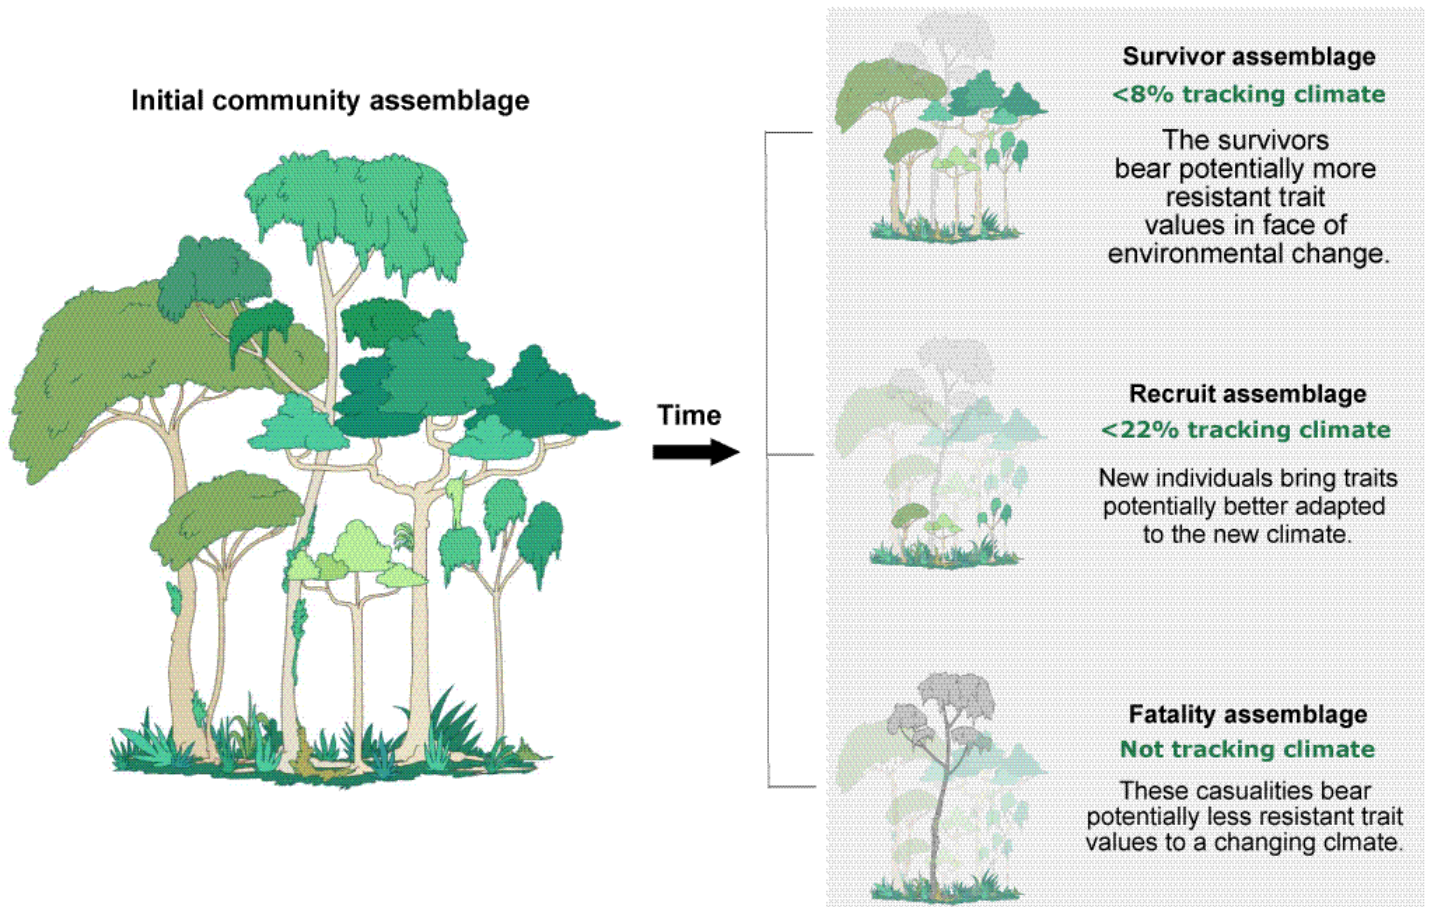 Initial community assemblage
Time
Survivor assemblage
<8% tracking climate
The survivors
bear potentially more
resistant trait
values in face of
environmental change.
Recruit assemblage
<22% tracking climate
New individuals bring traits
potentially better adapted
to the new climate.
Fatality assemblage
Not tracking climate
These casualities bear
potentially less resistant trait
values to a changing clmate.